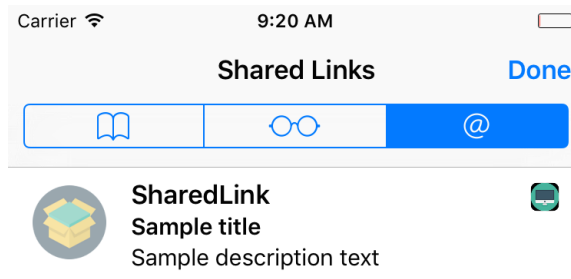 Carrier 9:20 AM
Shared Links Done
@
SharedLink
Sample title
Sample description text